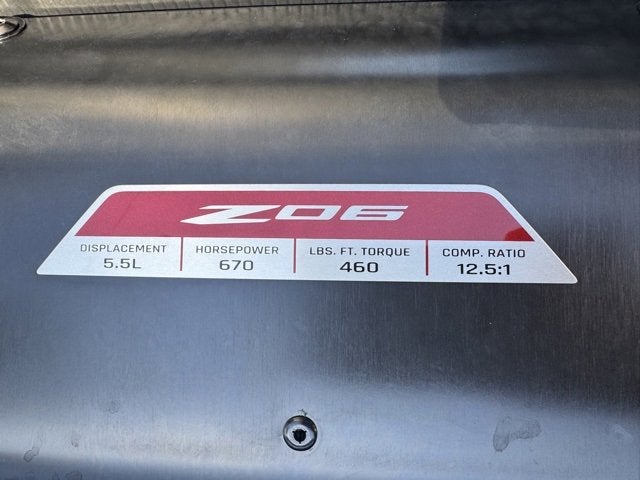 Z06
DISPLACEMENT HORSEPOWER LBS. FT. TORQUE COMP. RATIO
5.5L 670 460 12.5:1